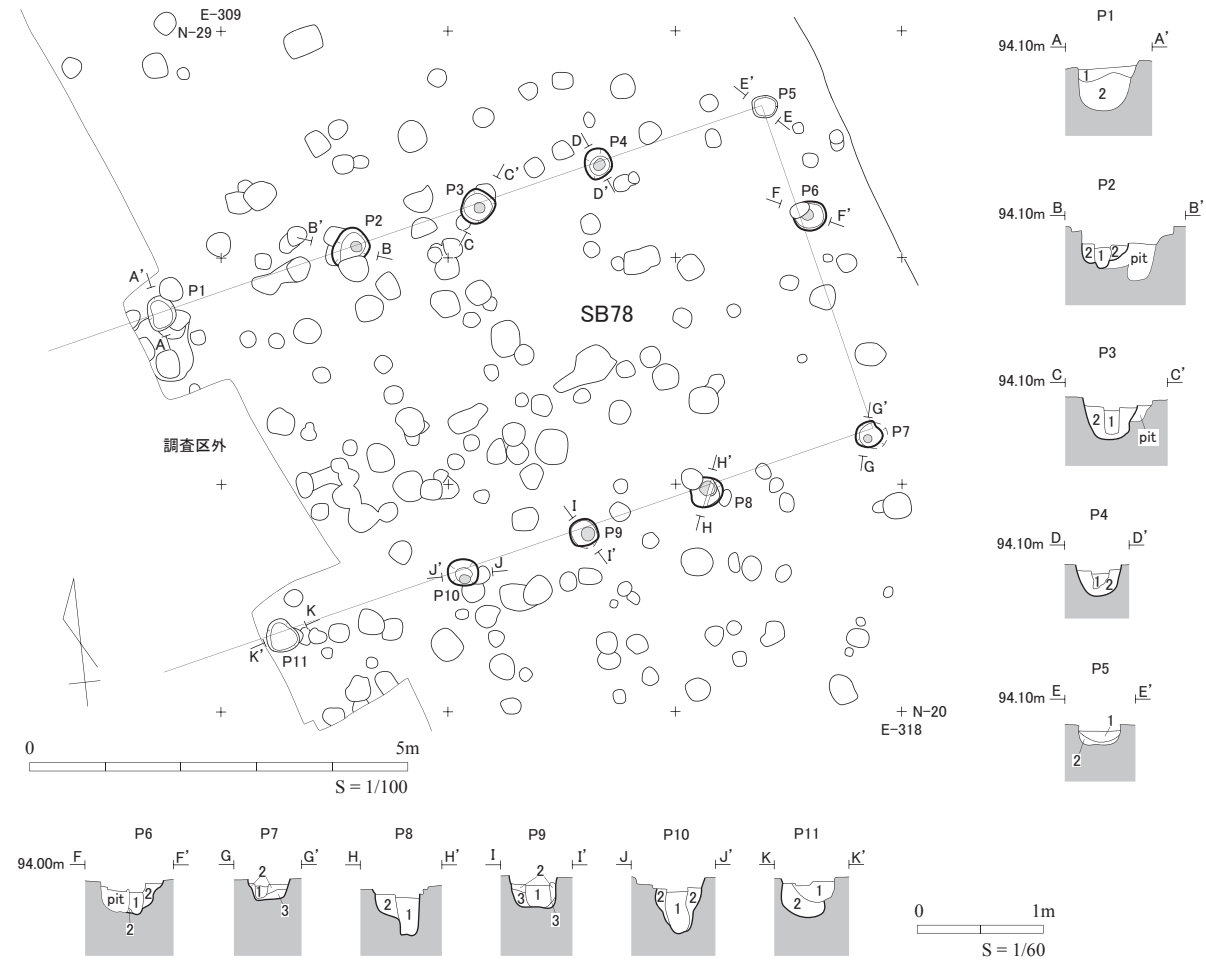 E-309
N-29
A'
P1
A
B'
P2
B
P3
C'
C
D
P4
D'
E'
P5
E
F
P6
F'
SB78
G'
P7
G
H'
P8
H
I
P9
I'
J'
J
P10
K
K'
P11
調査区外
N-20
E-318
0 5m
S = 1/100
P1
94.10m A A'
1
2
P2
94.10m B B'
2 1 2 pit
P3
94.10m C C'
2 1
pit
P4
94.10m D D'
1 2
P5
94.10m E E'
1
2
P6
94.00m F F'
pit 1 2
2
P7
G G'
2
1
3
P8
H H'
2 1
P9
I I'
2
3 1
3
P10
J J'
2 1 2
P11
K K'
1
2
0 1m
S = 1/60